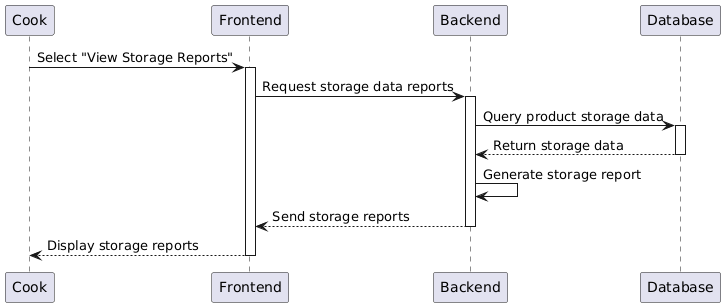 Cook Frontend Backend Database
Select "View Storage Reports"
Request storage data reports
Query product storage data
Return storage data
Generate storage report
Send storage reports
Display storage reports
Cook Frontend Backend Database